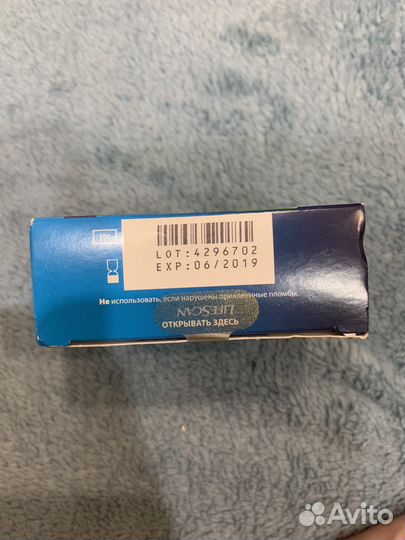 LOT:4296702
EXP:06/2019
Не использовать, если нарушены приклеенные пломбы.
LIFESCAN
ОТКРЫВАТЬ ЗДЕСЬ
Avito